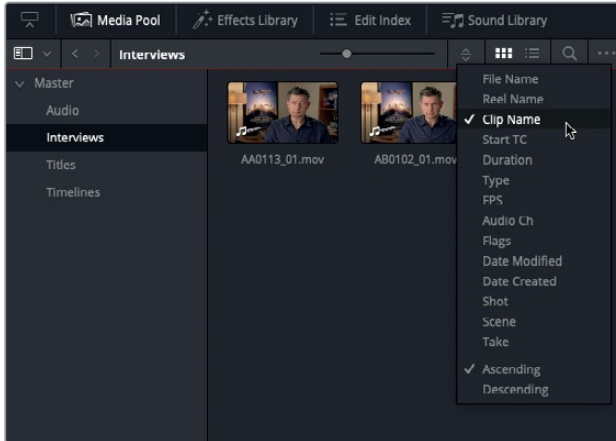 Media Pool Effects Library Edit Index Sound Library
Interviews
Master
Audio
Interviews
Titles
Timelines
AA0113_01.mov AB0102_01.mov
File Name
Reel Name
Clip Name
Start TC
Duration
Type
FPS
Audio Ch
Flags
Date Modified
Date Created
Shot
Scene
Take
Ascending
Descending